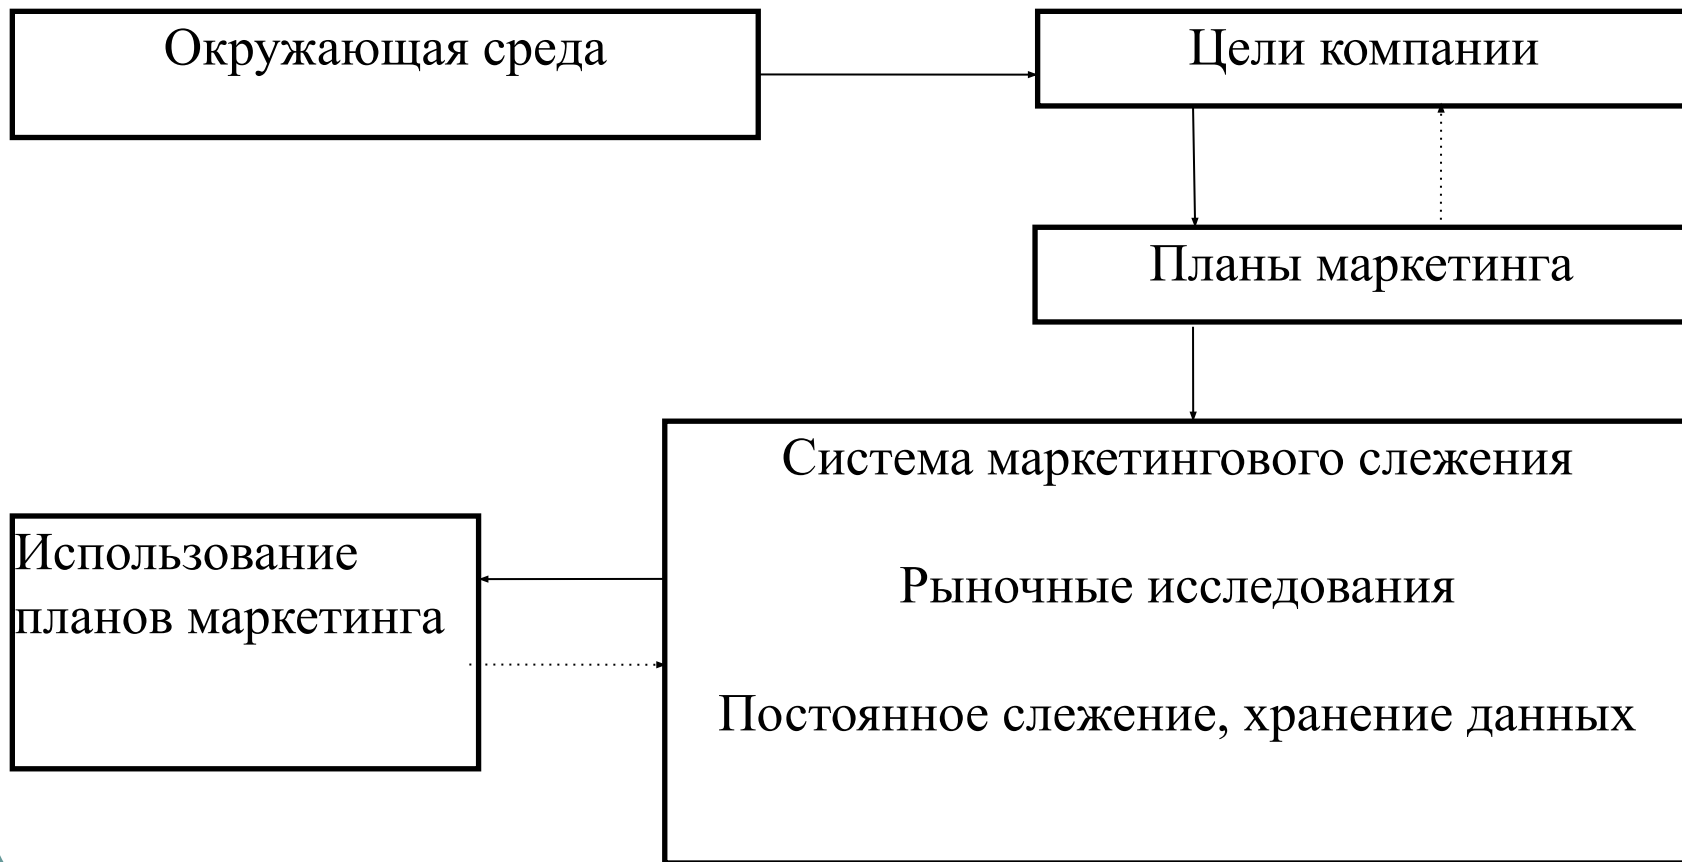 Окружающая среда
Цели компании
Планы маркетинга
Система маркетингового слежения
Использование
планов маркетинга
Рыночные исследования
Постоянное слежение, хранение данных